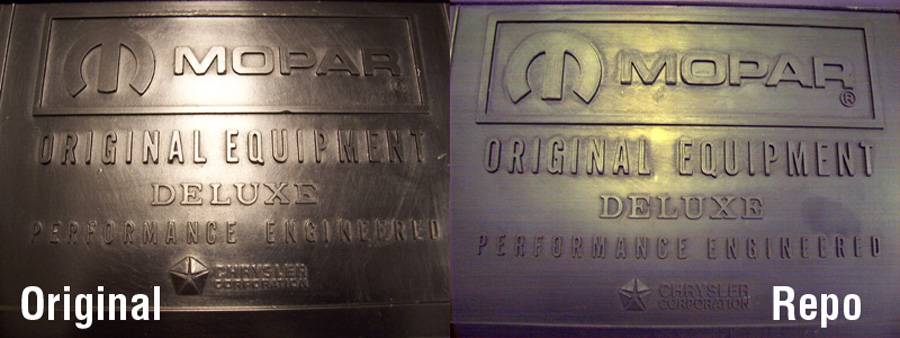 MOPAR®
ORIGINAL EQUIPMENT
DELUXE
PERFORMANCE ENGINEERED
CHRYSLER
CORPORATION
Original
MOPAR®
ORIGINAL EQUIPMENT
DELUXE
PERFORMANCE ENGINEERED
CHRYSLER
CORPORATION
Repo